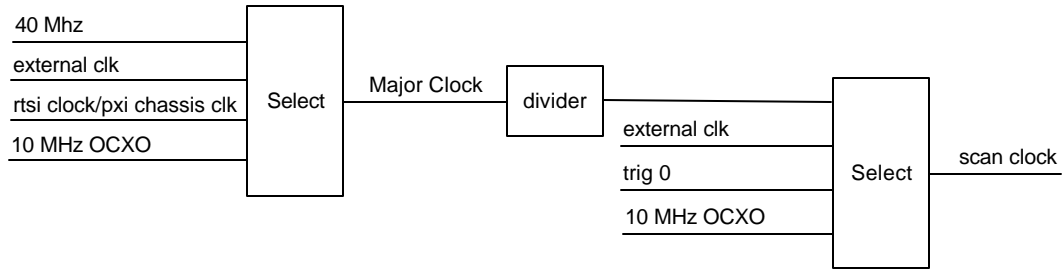 40 Mhz
external clk
rtsi clock/pxi chassis clk
10 MHz OCXO
Select
Major Clock
divider
external clk
trig 0
10 MHz OCXO
Select
scan clock